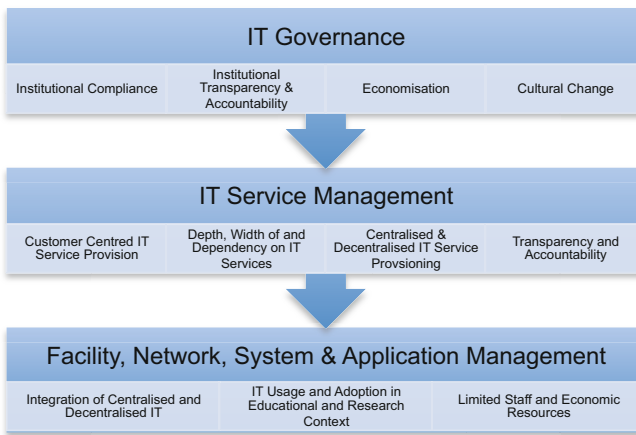 IT Governance
Institutional Compliance
Institutional
Transparency &
Accountability
Economisation
Cultural Change
IT Service Management
Customer Centred IT
Service Provision
Depth, Width of and
Dependency on IT
Services
Centralised &
Decentralised IT Service
Provsioning
Transparency and
Accountability
Facility, Network, System & Application Management
Integration of Centralised and
Decentralised IT
IT Usage and Adoption in
Educational and Research
Context
Limited Staff and Economic
Resources